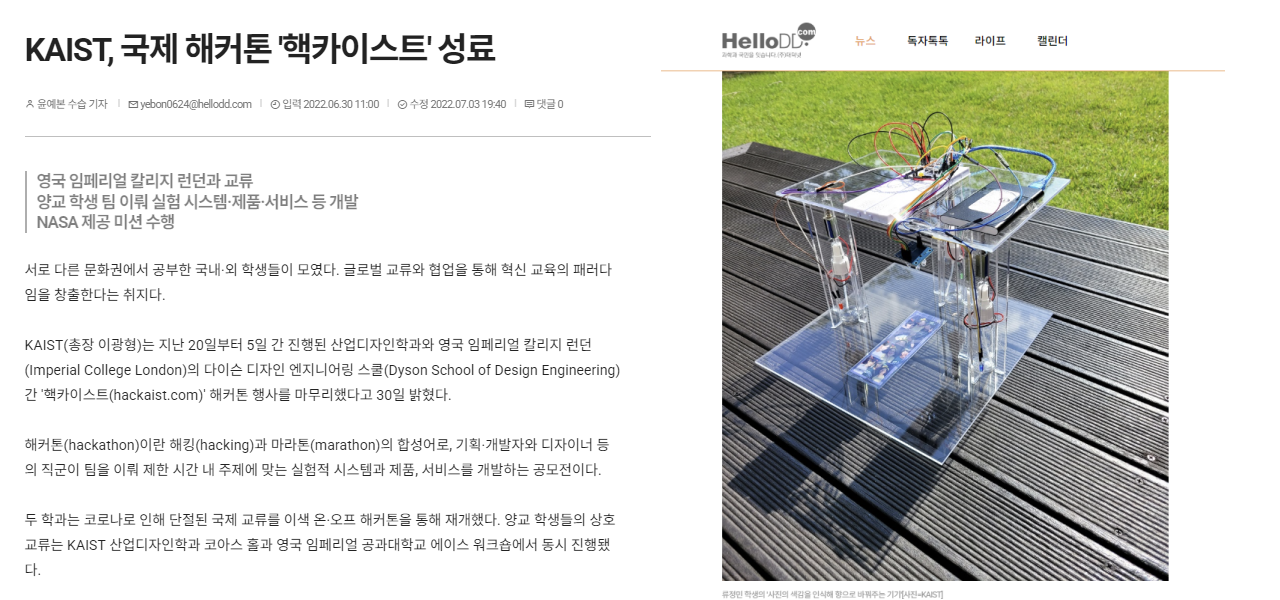 KAIST, 국제 해커톤 '핵카이스트' 성료
윤예본 수습 기자
yebon0624@hellodd.com
입력 2022.06.30 11:00
수정 2022.07.03 19:40
댓글 0
영국 임페리얼 칼리지 런던과 교류
양교 학생 팀 이뤄 실험 시스템·제품·서비스 등 개발
NASA 제공 미션 수행
서로 다른 문화권에서 공부한 국내·외 학생들이 모였다. 글로벌 교류와 협업을 통해 혁신 교육의 패러다
임을 창출한다는 취지다.
KAIST(총장 이광형)는 지난 20일부터 5일 간 진행된 산업디자인학과와 영국 임페리얼 칼리지 런던
(Imperial College London)의 다이슨 디자인 엔지니어링 스쿨(Dyson School of Design Engineering)
간 '핵카이스트(hackaist.com)' 해커톤 행사를 마무리했다고 30일 밝혔다.
해커톤(hackathon)이란 해킹(hacking)과 마라톤(marathon)의 합성어로, 기획·개발자와 디자이너 등
의 직군이 팀을 이뤄 제한 시간 내 주제에 맞는 실험적 시스템과 제품, 서비스를 개발하는 공모전이다.
두 학과는 코로나로 인해 단절된 국제 교류를 이색 온·오프 해커톤을 통해 재개했다. 양교 학생들의 상호
교류는 KAIST 산업디자인학과 코아스 홀과 영국 임페리얼 공과대학교 에이스 워크숍에서 동시 진행됐
다.
HelloDD.com
뉴스
독자톡톡
라이프
캘린더
학생의 '사진의 색감을 인식해 향으로 바꿔주는 기기'[사진=KAIST]